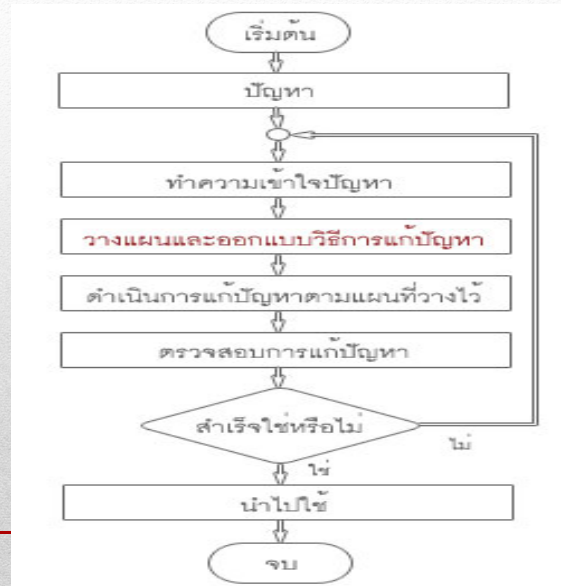 เริ่มต้น
ปัญหา
ทำความเข้าใจปัญหา
วางแผนและออกแบบวิธีการแก้ปัญหา
ดำเนินการแก้ปัญหาตามแผนที่วางไว้
ตรวจสอบการแก้ปัญหา
สำเร็จใช่หรือไม่
ไม่
ใช่
นำไปใช้
จบ